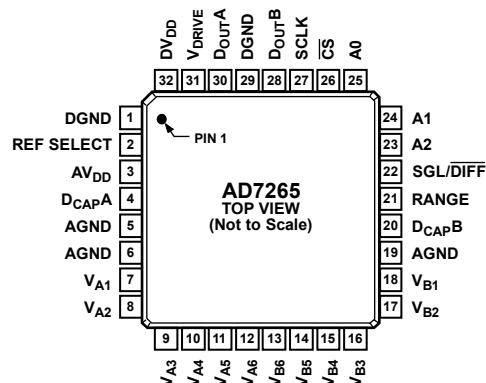 DVDD
VDRIVE
DOUTA
DGND
DOUTB
SCLK
CS
A0
32 31 30 29 28 27 26 25
DGND 1
REF SELECT 2
AVDD 3
DCAPA 4
AGND 5
AGND 6
VA1 7
VA2 8
PIN 1
AD7265
TOP VIEW
(Not to Scale)
24 A1
23 A2
22 SGL/DIFF
21 RANGE
20 DCAPB
19 AGND
18 VB1
17 VB2
9 10 11 12 13 14 15 16
VA3
VA4
VA5
VA6
VB6
VB5
VB4
VB3